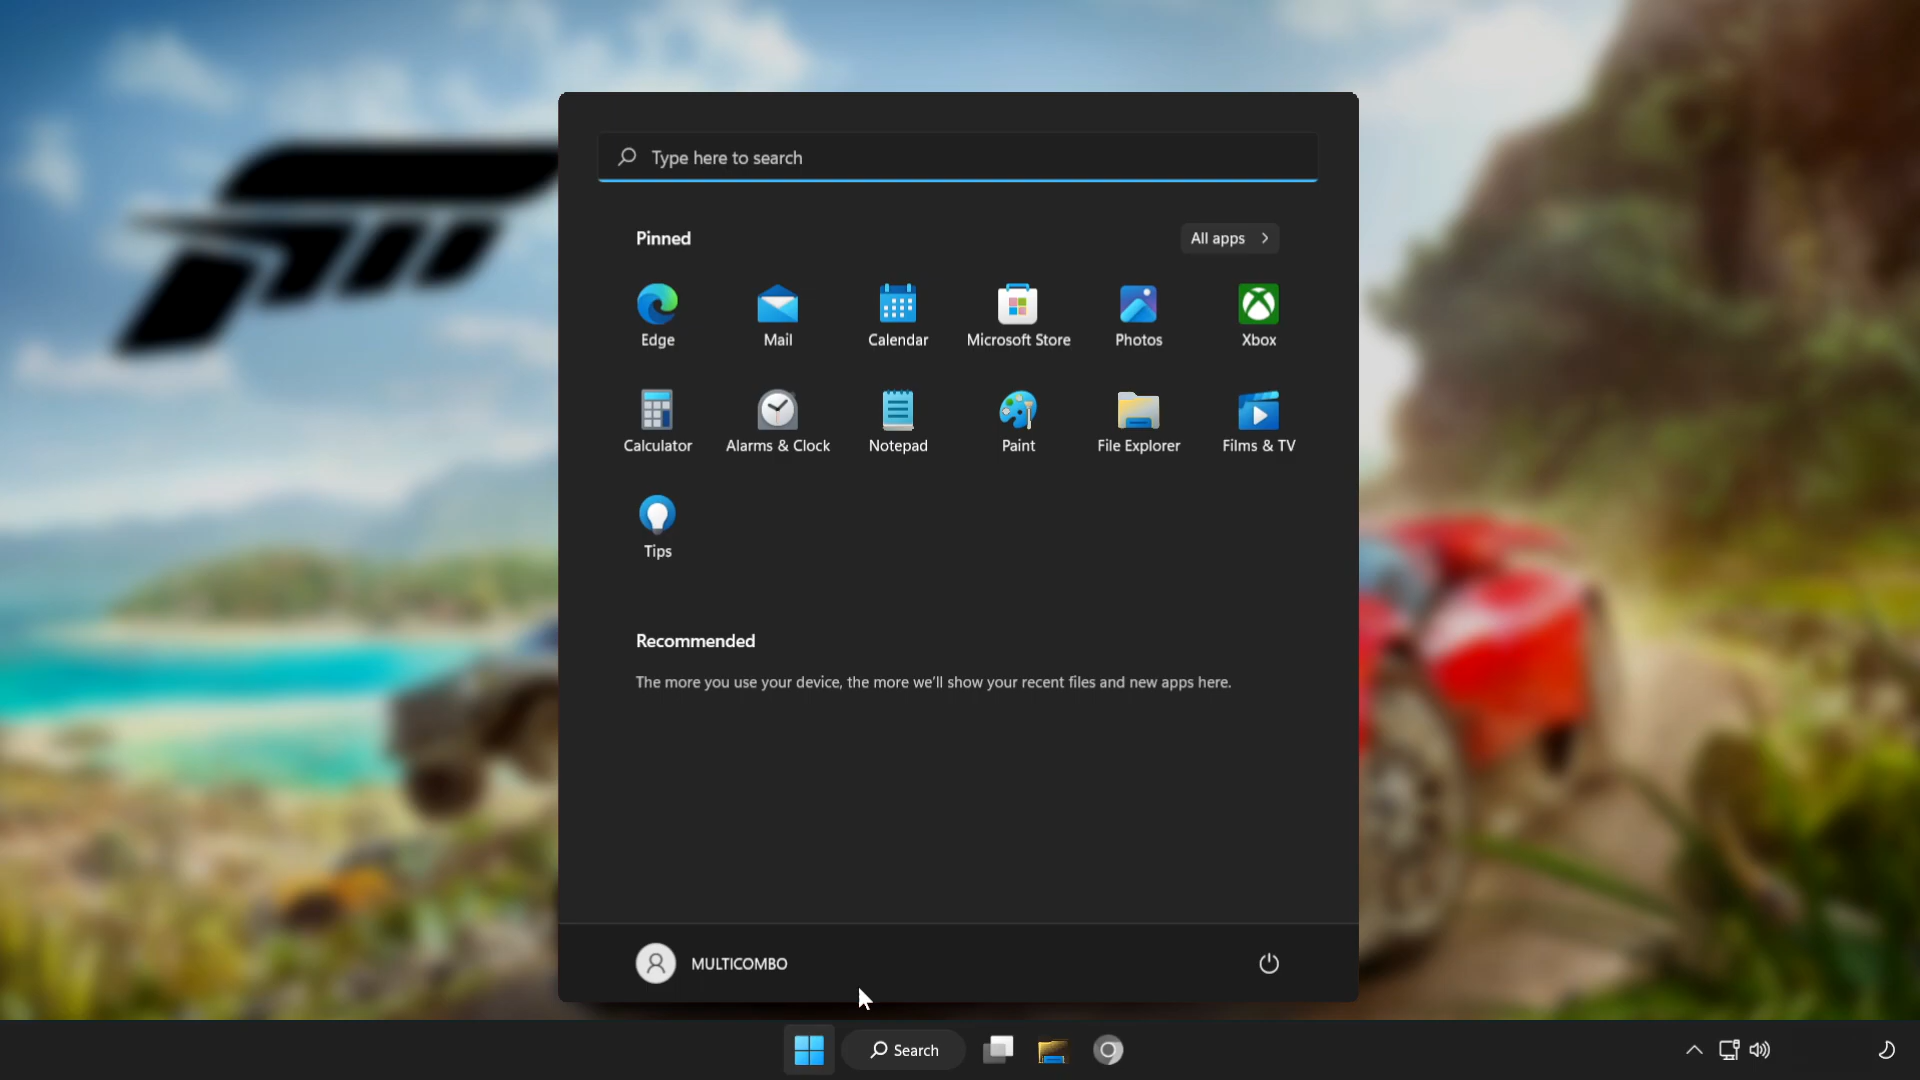 Type here to search
Pinned
All apps
Edge
Mail
Calendar
Microsoft Store
Photos
Xbox
Calculator
Alarms & Clock
Notepad
Paint
File Explorer
Films & TV
Tips
Recommended
The more you use your device, the more we'll show your recent files and new apps here.
MULTICOMBO
Search